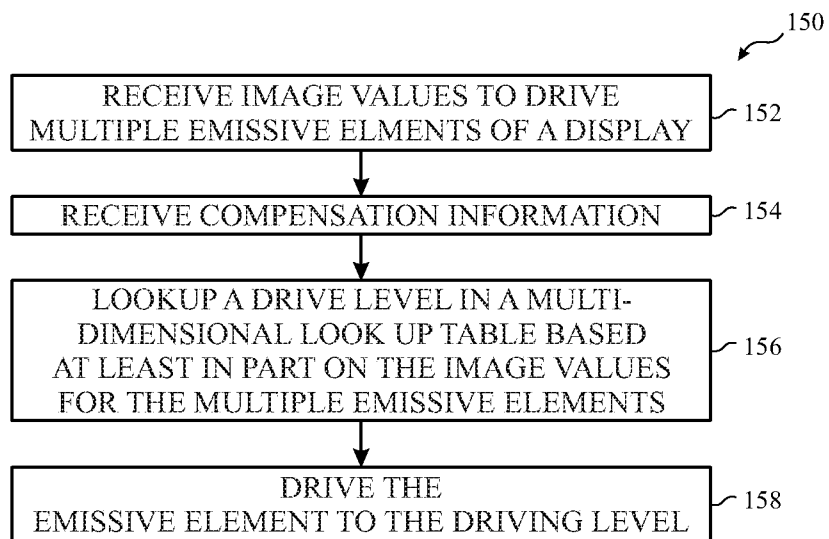 150
RECEIVE IMAGE VALUES TO DRIVE
MULTIPLE EMISSIVE ELMENTS OF A DISPLAY
152
RECEIVE COMPENSATION INFORMATION
154
LOOKUP A DRIVE LEVEL IN A MULTI-
DIMENSIONAL LOOK UP TABLE BASED
AT LEAST IN PART ON THE IMAGE VALUES
FOR THE MULTIPLE EMISSIVE ELEMENTS
156
DRIVE THE
EMISSIVE ELEMENT TO THE DRIVING LEVEL
158